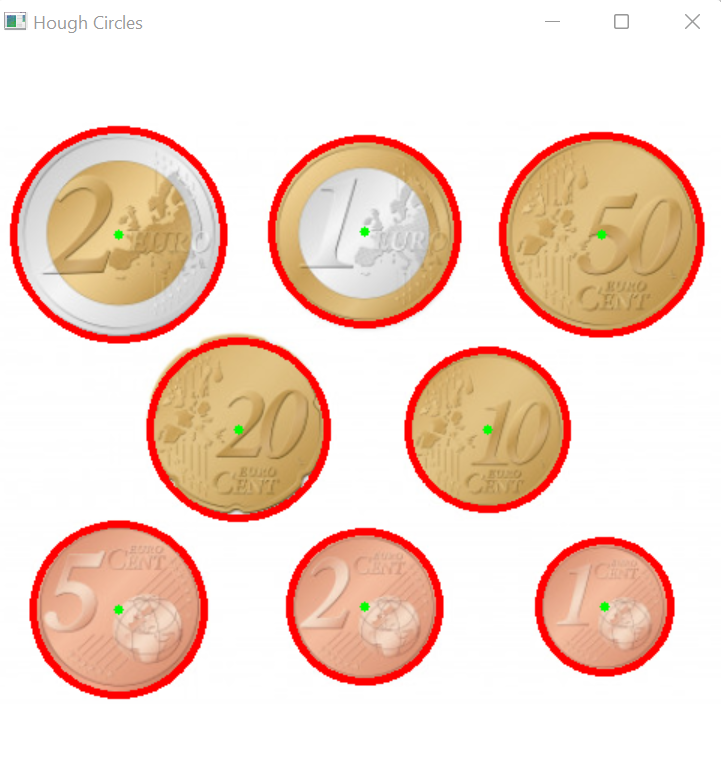 Hough Circles
2 EURO
1 EURO
50 EURO CENT
20 EURO CENT
10 EURO CENT
5 EURO CENT
2 EURO CENT
1 EURO CENT